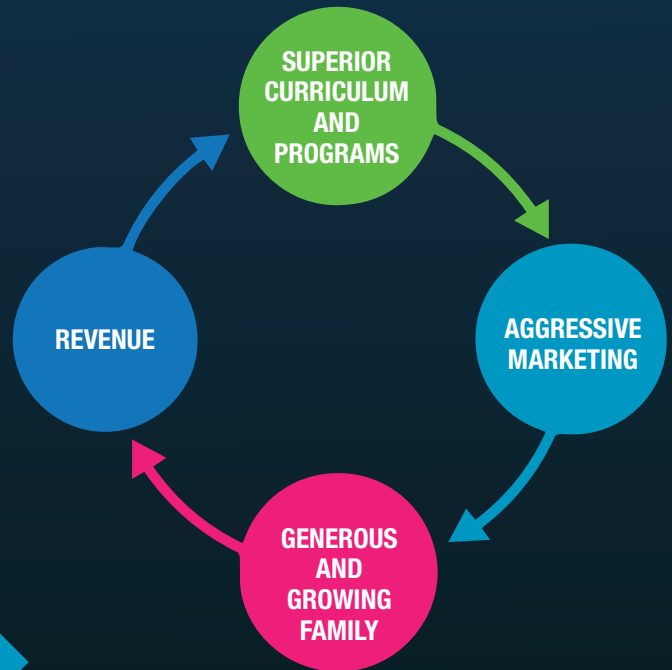 SUPERIOR
CURRICULUM
AND
PROGRAMS
REVENUE
AGGRESSIVE
MARKETING
GENEROUS
AND
GROWING
FAMILY